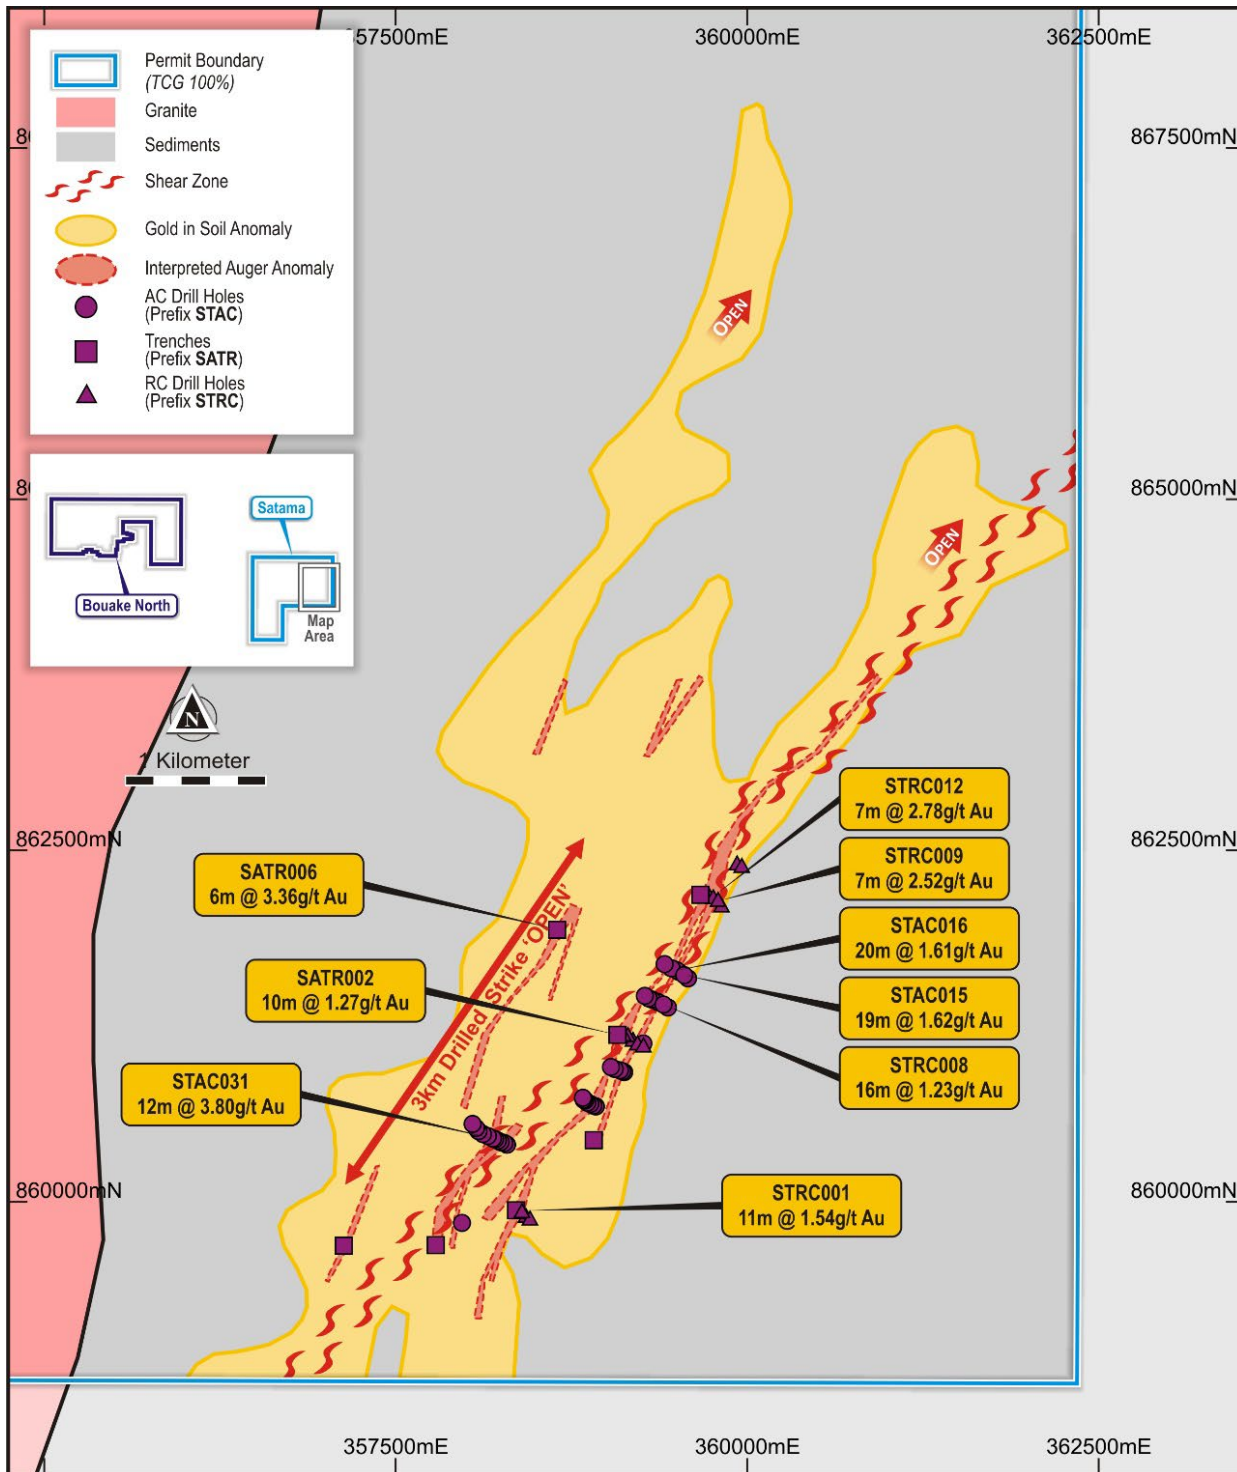 357500mE
360000mE
362500mE
Permit Boundary
(TCG 100%)
Granite
Sediments
Shear Zone
Gold in Soil Anomaly
Interpreted Auger Anomaly
AC Drill Holes
(Prefix STAC)
Trenches
(Prefix SATR)
RC Drill Holes
(Prefix STRC)
867500mN
OPEN
865000mN
OPEN
Satama
Bouake North
Map
Area
N
1 Kilometer
862500mN
862500mN
STRC012
7m @ 2.78g/t Au
STRC009
7m @ 2.52g/t Au
SATR006
6m @ 3.36g/t Au
STAC016
20m @ 1.61g/t Au
SATR002
10m @ 1.27g/t Au
STAC015
19m @ 1.62g/t Au
3km Drilled Strike 'OPEN'
STRC008
16m @ 1.23g/t Au
STAC031
12m @ 3.80g/t Au
860000mN
860000mN
STRC001
11m @ 1.54g/t Au
357500mE
360000mE
362500mE